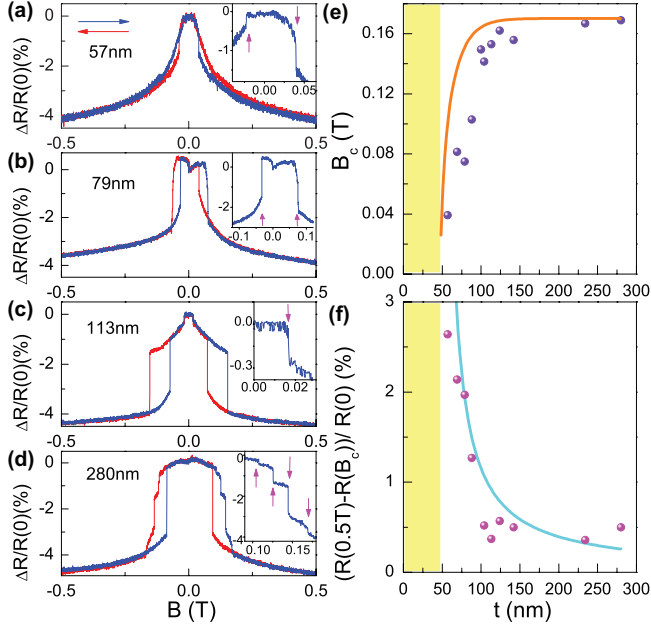 (a)
57nm
ΔR/R(0)(%)
0
-2
-4
-0.5
0.0
0.5
0
-1
0.00
0.05
(b)
79nm
ΔR/R(0)(%)
0
-2
-4
-0.5
0.0
0.5
0
-2
-0.1
0.0
0.1
(c)
113nm
ΔR/R(0)(%)
0
-2
-4
-0.5
0.0
0.5
0.0
-0.3
0.00
0.02
(d)
280nm
ΔR/R(0)(%)
0
-2
-4
-0.5
0.0
0.5
B (T)
0
-2
-4
0.10
0.15
(e)
B_c (T)
0.16
0.12
0.08
0.04
0.00
0 50 100 150 200 250 300
(f)
(R(0.5T)-R(B_c))/ R(0) (%)
3
2
1
0
0 50 100 150 200 250 300
t (nm)